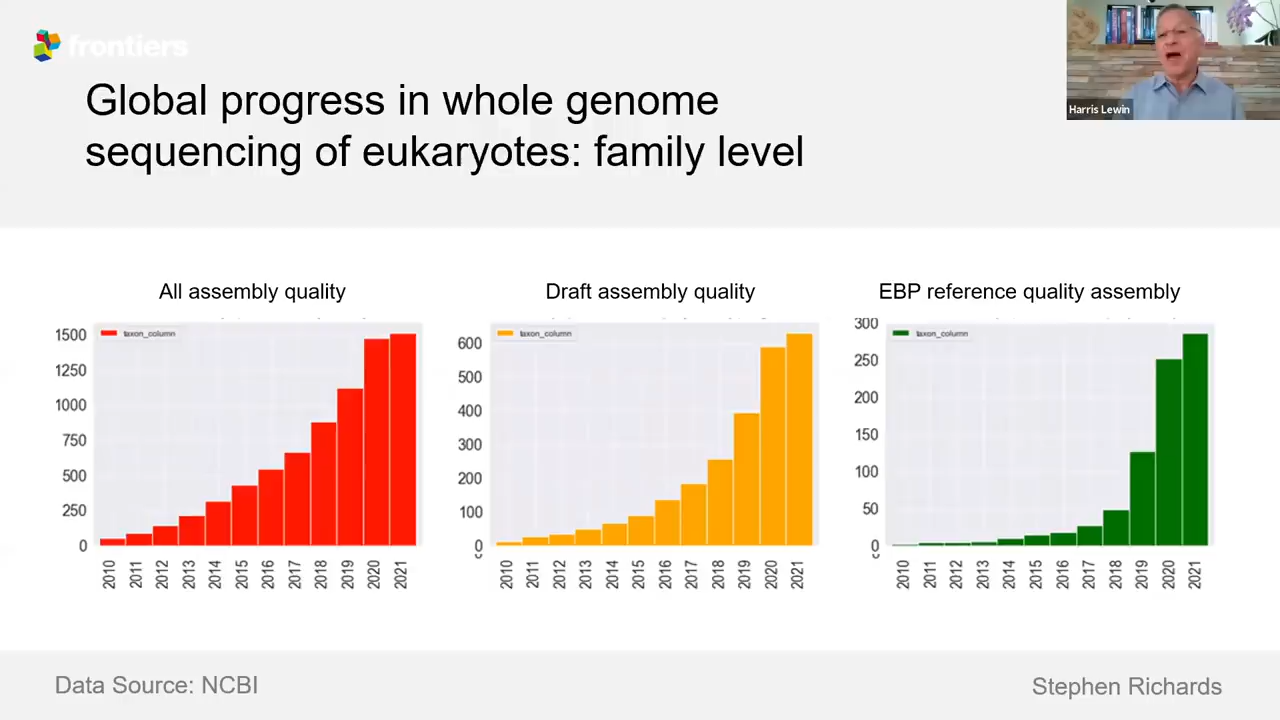 frontiers
Harris Lewin
Global progress in whole genome
sequencing of eukaryotes: family level
All assembly quality
taxon_column
1500
1250
1000
750
500
250
0
2010 2011 2012 2013 2014 2015 2016 2017 2018 2019 2020 2021
Draft assembly quality
taxon_column
600
500
400
300
200
100
0
2010 2011 2012 2013 2014 2015 2016 2017 2018 2019 2020 2021
EBP reference quality assembly
taxon_column
300
250
200
150
100
50
0
2010 2011 2012 2013 2014 2015 2016 2017 2018 2019 2020 2021
Data Source: NCBI
Stephen Richards